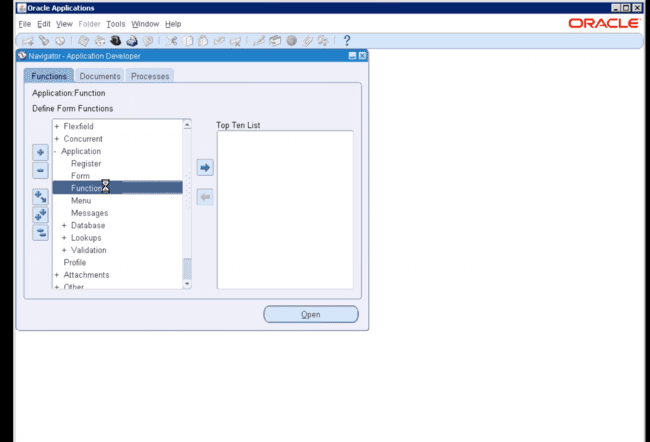 Oracle Applications
File Edit View Folder Tools Window Help
ORACLE
?
Navigator - Application Developer
Functions Documents Processes
Application:Function
Define Form Functions
Top Ten List
+ Flexfield
+ Concurrent
- Application
Register
Form
Function
Menu
Messages
+ Database
+ Lookups
+ Validation
Profile
+ Attachments
+ Other
Open